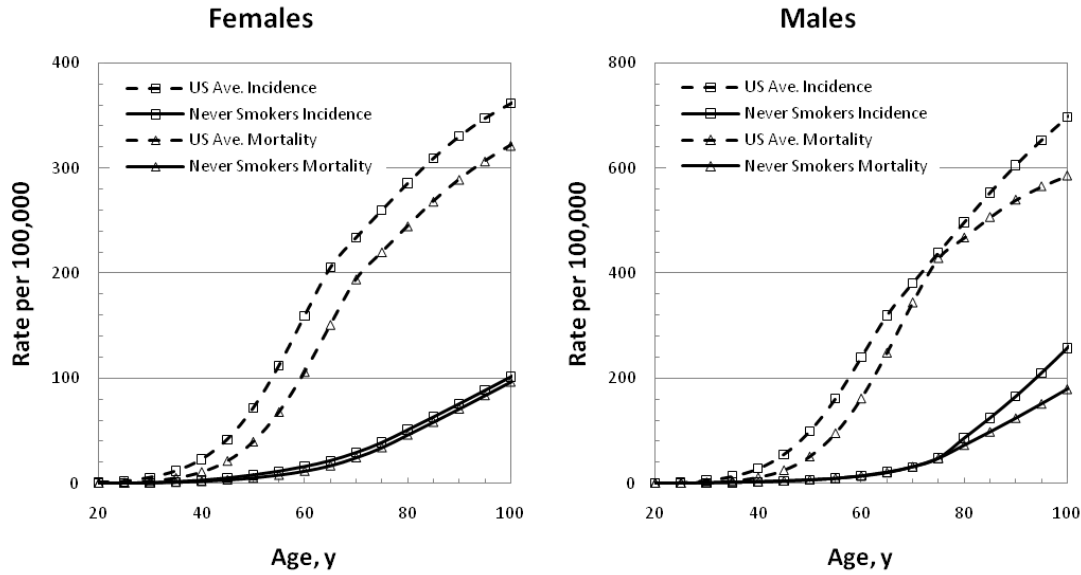 Females
400
300
200
100
0
20
40
60
80
100
Rate per 100,000
Age, y
US Ave. Incidence
Never Smokers Incidence
US Ave. Mortality
Never Smokers Mortality
Males
800
600
400
200
0
20
40
60
80
100
Rate per 100,000
Age, y
US Ave. Incidence
Never Smokers Incidence
US Ave. Mortality
Never Smokers Mortality